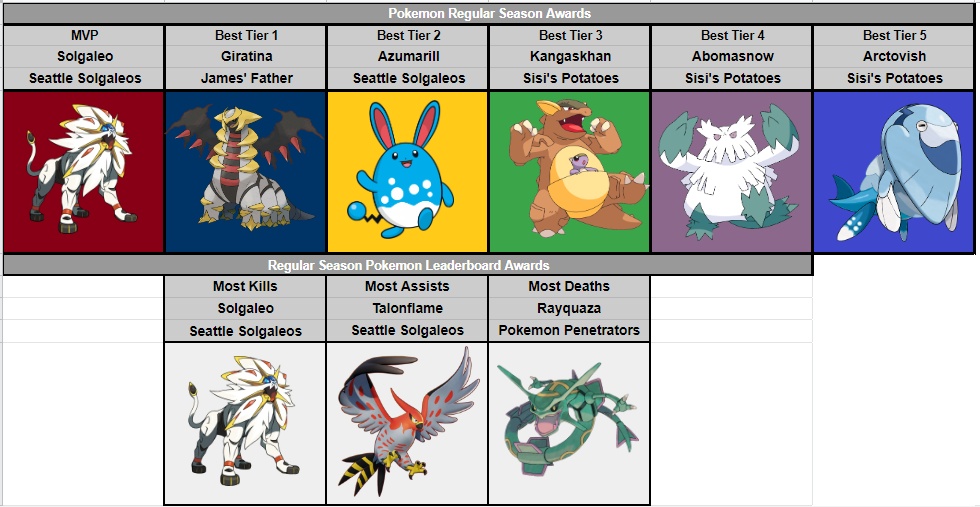 Pokemon Regular Season Awards
MVP Best Tier 1 Best Tier 2 Best Tier 3 Best Tier 4 Best Tier 5
Solgaleo Giratina Azumarill Kangaskhan Abomasnow Arctovish
Seattle Solgaleos James' Father Seattle Solgaleos Sisi's Potatoes Sisi's Potatoes Sisi's Potatoes
Regular Season Pokemon Leaderboard Awards
Most Kills Most Assists Most Deaths
Solgaleo Talonflame Rayquaza
Seattle Solgaleos Seattle Solgaleos Pokemon Penetrators